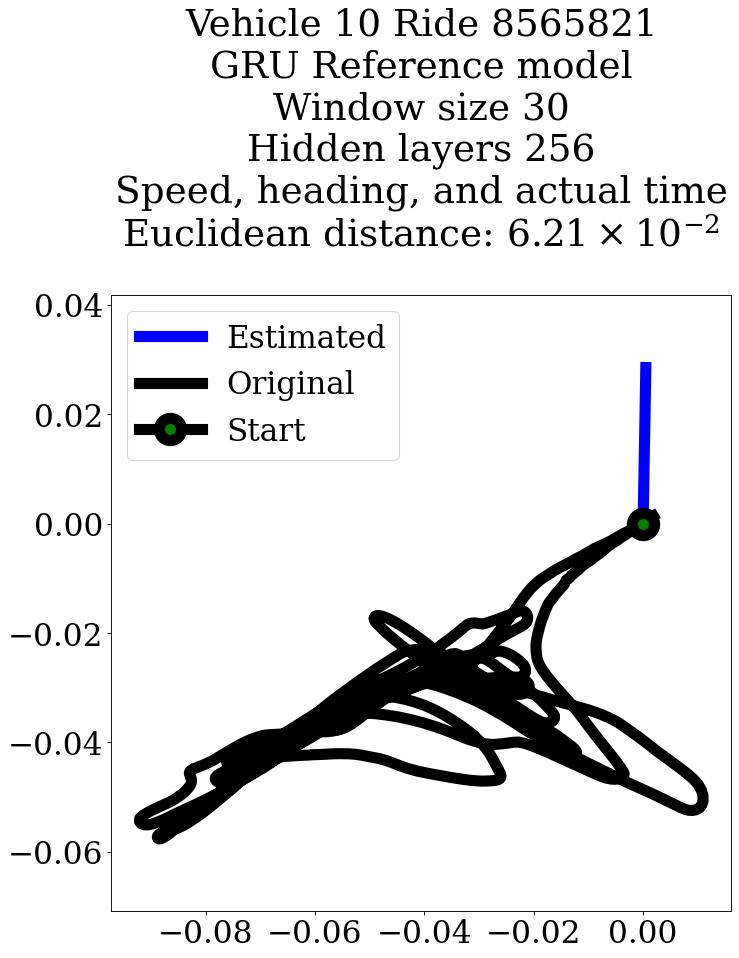 Vehicle 10 Ride 8565821
GRU Reference model
Window size 30
Hidden layers 256
Speed, heading, and actual time
Euclidean distance: 6.21 × 10⁻²
0.04
Estimated
Original
Start
0.02
0.00
−0.02
−0.04
−0.06
−0.08 −0.06 −0.04 −0.02 0.00